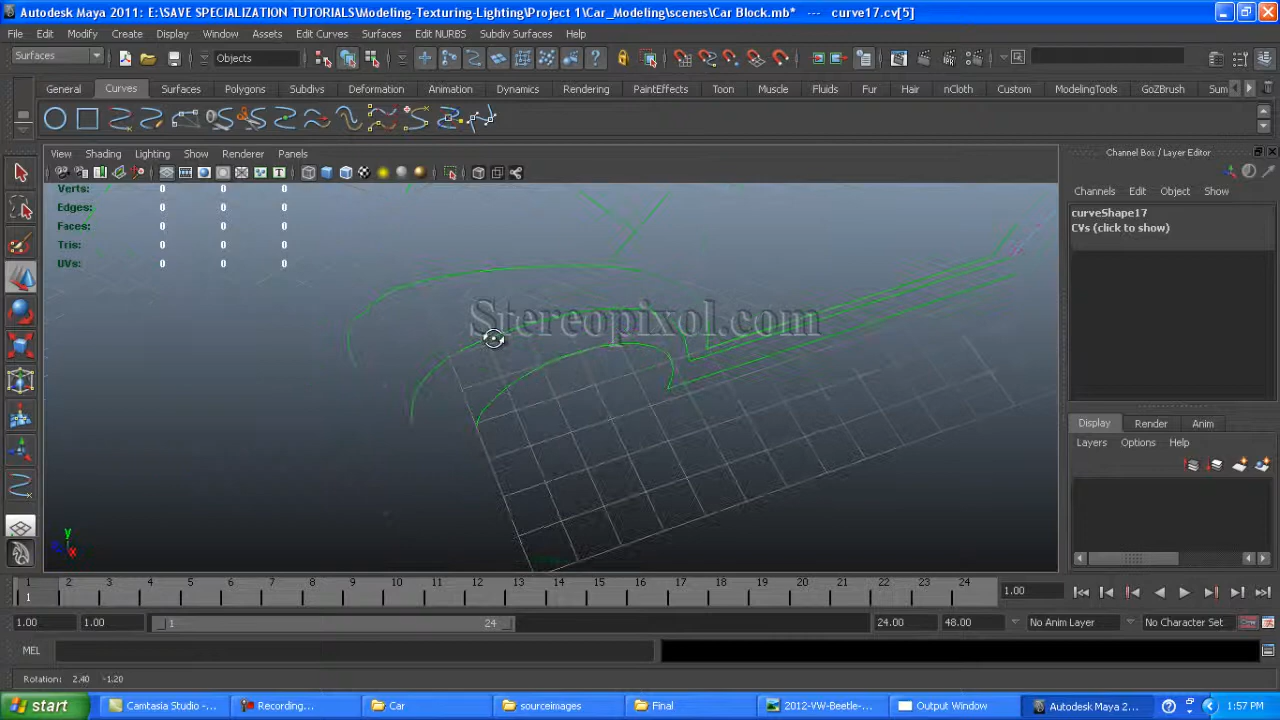 Autodesk Maya 2011: E:\SAVE SPECIALIZATION TUTORIALS\Modeling-Texturing-Lighting\Project 1\Car_Modeling\scenes\Car Block.mb* --- curve17.cv[5]
File Edit Modify Create Display Window Assets Edit Curves Surfaces Edit NURBS Subdiv Surfaces Help
Surfaces Objects
General Curves Surfaces Polygons Subdivs Deformation Animation Dynamics Rendering PaintEffects Toon Muscle Fluids Fur Hair nCloth Custom ModelingTools GoZBrush Sum
View Shading Lighting Show Renderer Panels
Channel Box / Layer Editor
Channels Edit Object Show
curveShape17
CVs (click to show)
Verts: 0 0 0
Edges: 0 0 0
Faces: 0 0 0
Tris: 0 0 0
UVs: 0 0 0
Stereopixol.com
Display Render Anim
Layers Options Help
y
x
1 2 3 4 5 6 7 8 9 10 11 12 13 14 15 16 17 18 19 20 21 22 23 24
1
1.00
1.00 1.00 1 24 24.00 48.00 No Anim Layer No Character Set
MEL
Rotation: 2.40 -1.20
start Camtasia Studio -... Recording... Car sourceimages Final 2012-VW-Beetle-... Output Window Autodesk Maya 2... 1:57 PM